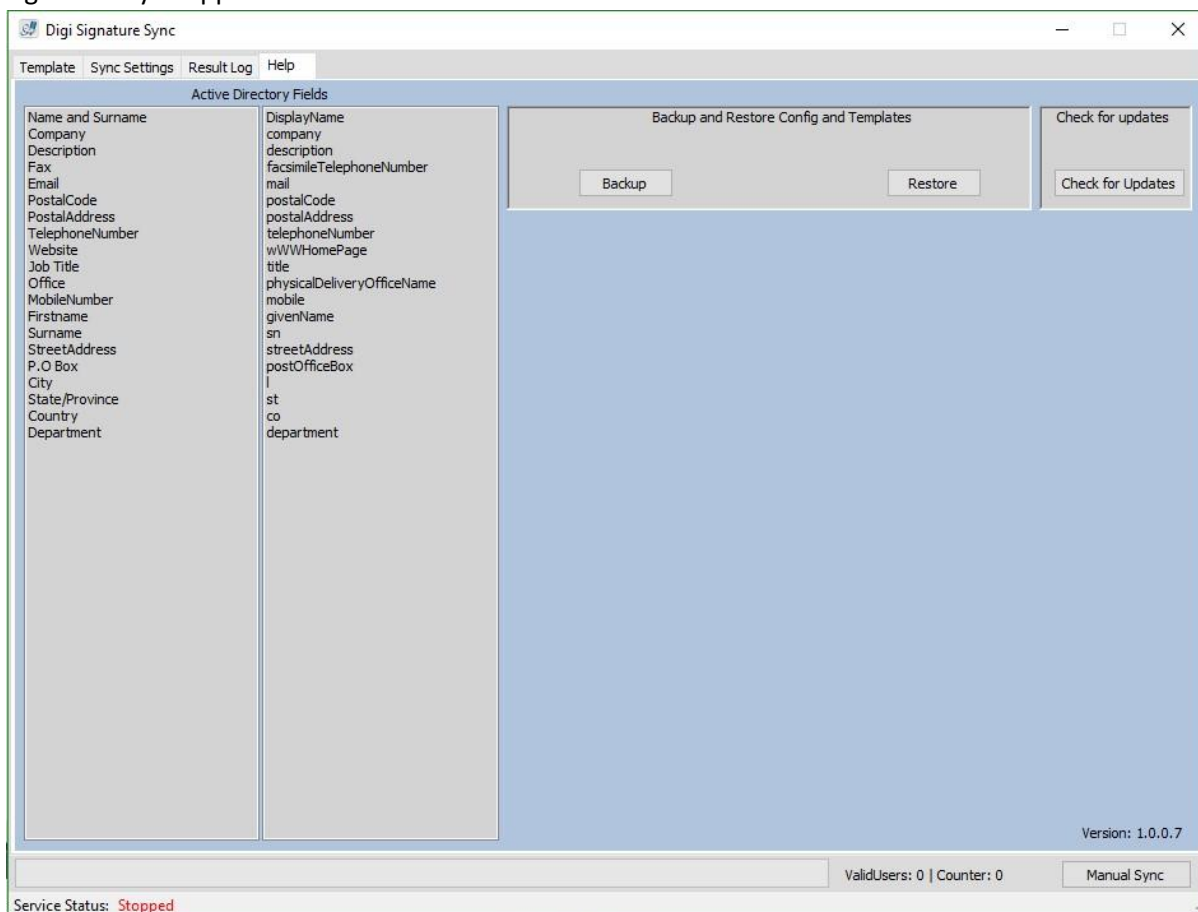 Digi Signature Sync
Template Sync Settings Result Log Help
Active Directory Fields
Name and Surname DisplayName
Company company
Description description
Fax facsimileTelephoneNumber
Email mail
PostalCode postalCode
PostalAddress postalAddress
TelephoneNumber telephoneNumber
Website wWWHomePage
Job Title title
Office physicalDeliveryOfficeName
MobileNumber mobile
Firstname givenName
Surname sn
StreetAddress streetAddress
P.O Box postOfficeBox
City l
State/Province st
Country co
Department department
Backup and Restore Config and Templates
Backup Restore
Check for updates
Check for Updates
Version: 1.0.0.7
ValidUsers: 0 | Counter: 0 Manual Sync
Service Status: Stopped